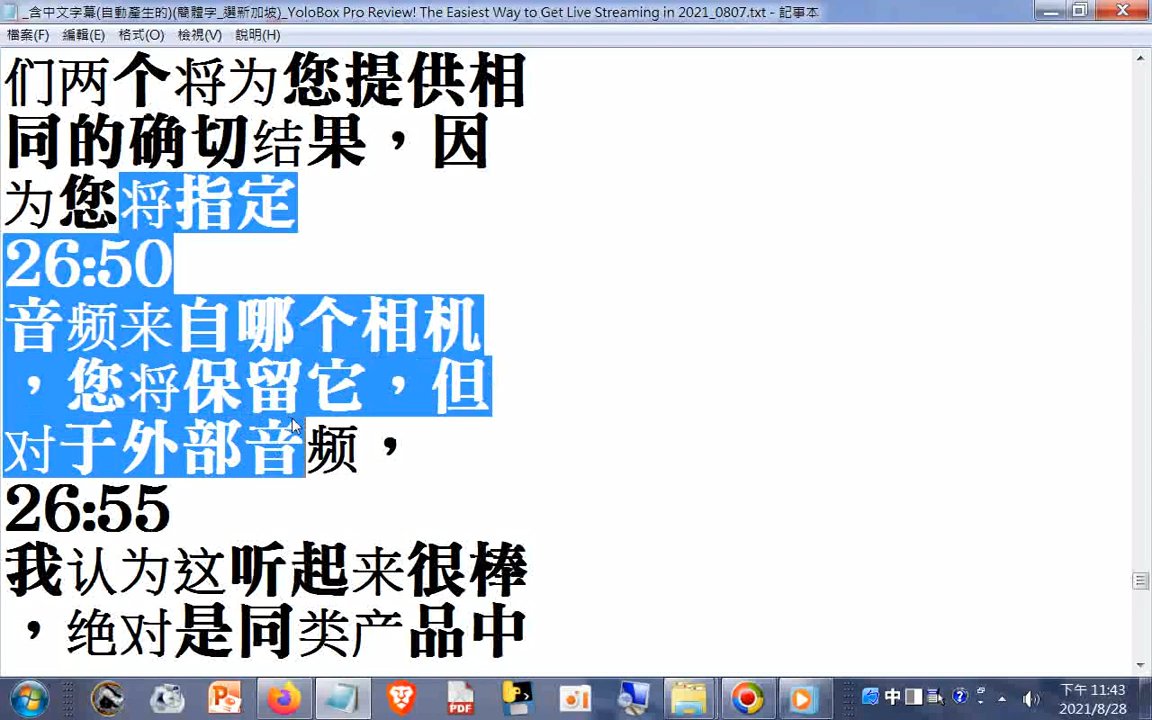 _含中文字幕(自動產生的)(簡體字_選新加坡)_YoloBox Pro Review! The Easiest Way to Get Live Streaming in 2021_0807.txt - 記事本
檔案(F) 編輯(E) 格式(O) 檢視(V) 說明(H)
们两个将为您提供相
同的确切结果，因
为您将指定
26:50
音频来自哪个相机
，您将保留它，但
对于外部音频，
26:55
我认为这听起来很棒
，绝对是同类产品中
PDF
中
下午 11:43
2021/8/28